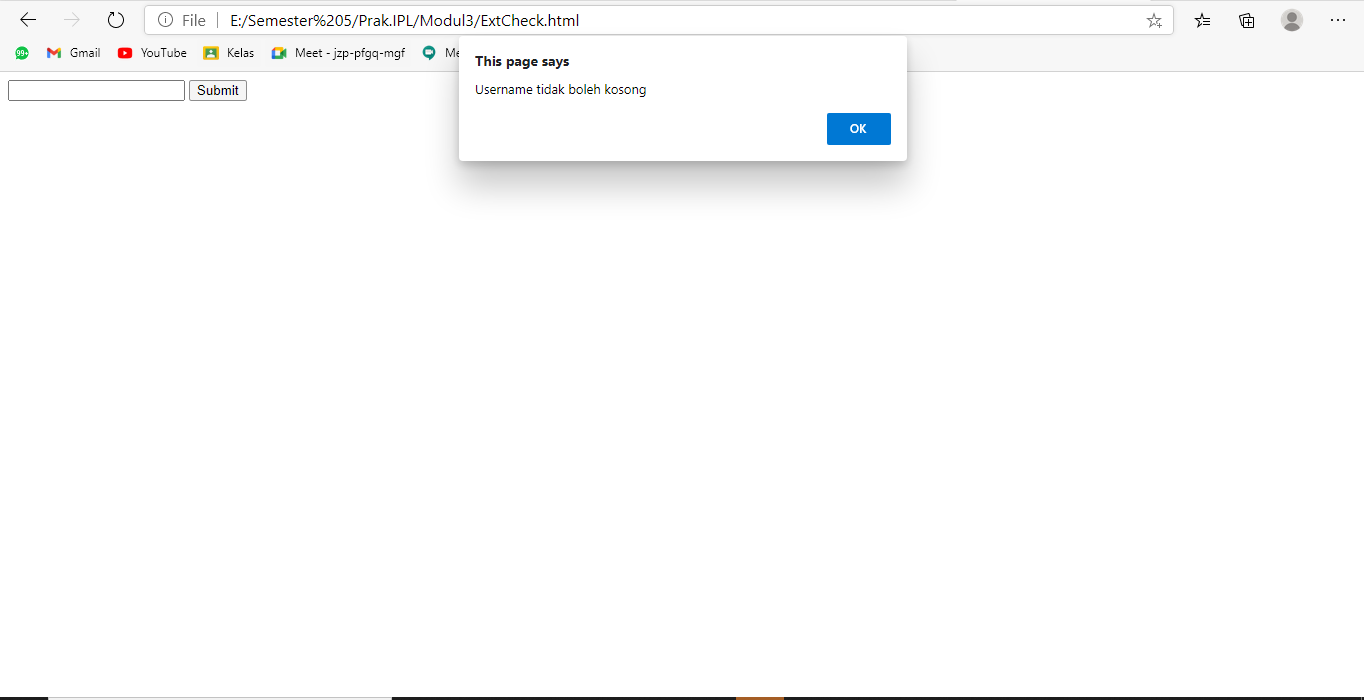 File E:/Semester%205/Prak.IPL/Modul3/ExtCheck.html
99+ Gmail YouTube Kelas Meet - jzp-pfgq-mgf
This page says
Username tidak boleh kosong
OK
Submit